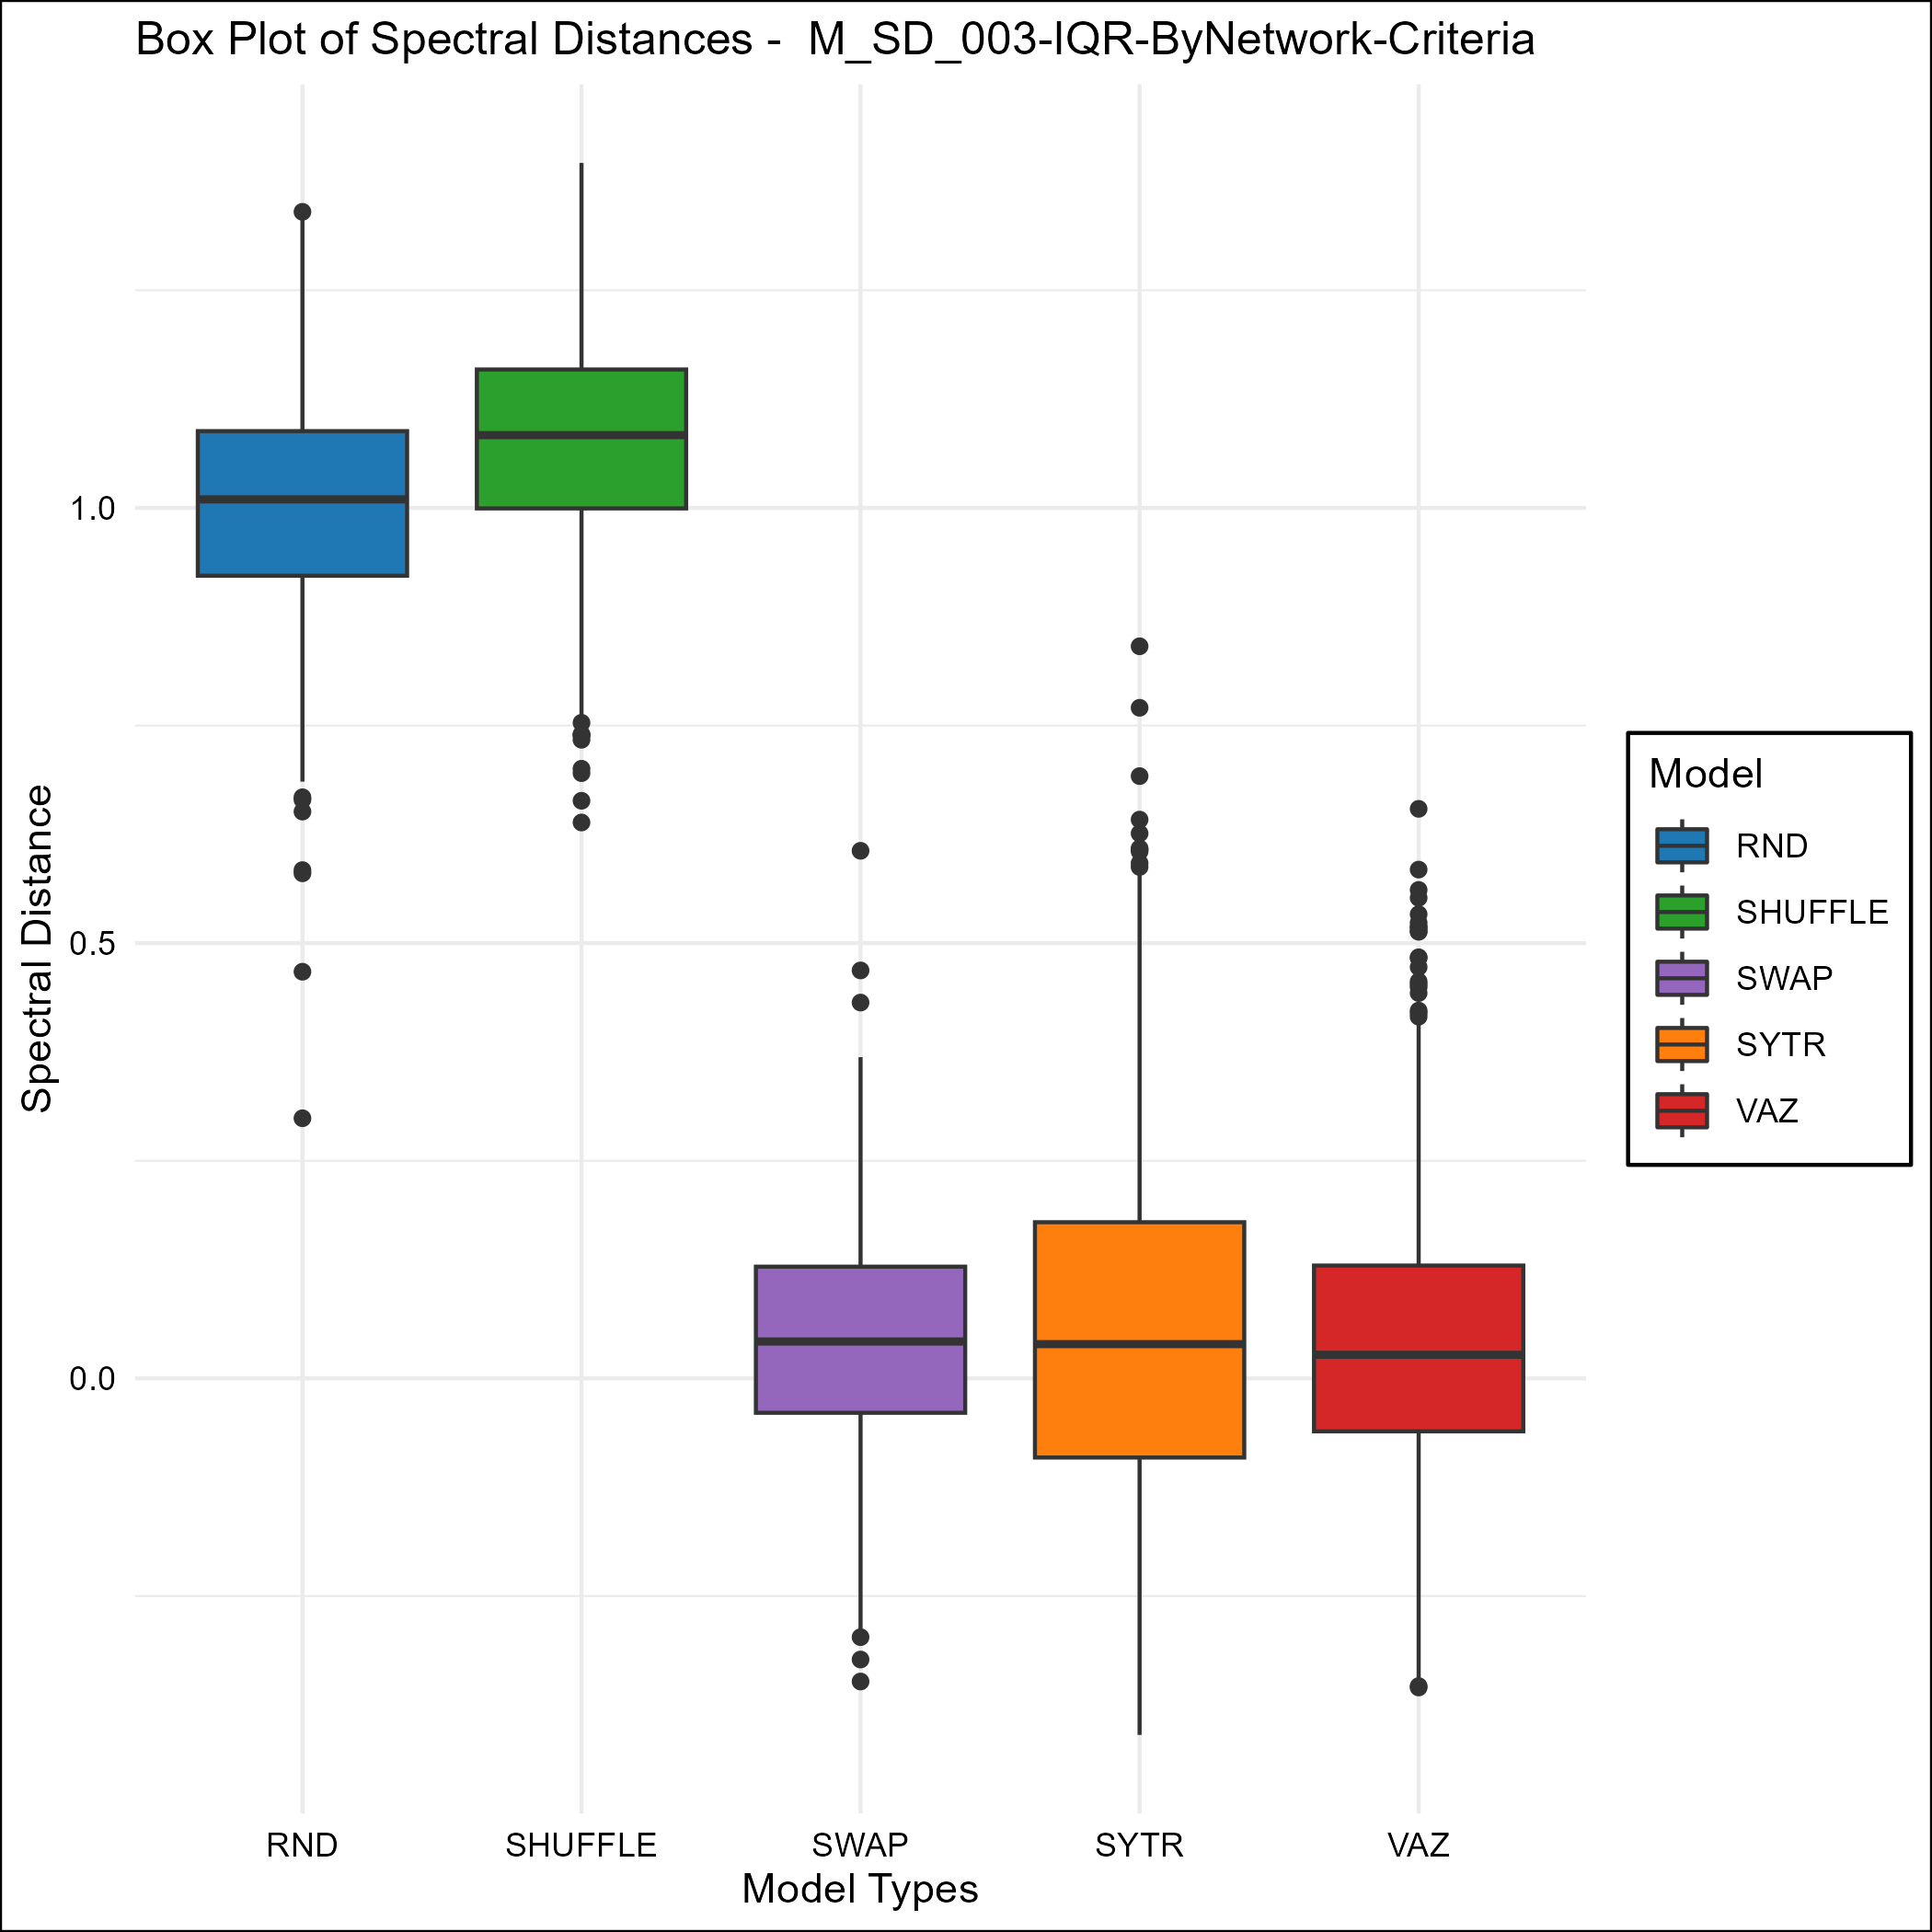 Box Plot of Spectral Distances -  M_SD_003-IQR-ByNetwork-Criteria
Spectral Distance
1.0
0.5
0.0
RND
SHUFFLE
SWAP
SYTR
VAZ
Model Types
Model
RND
SHUFFLE
SWAP
SYTR
VAZ